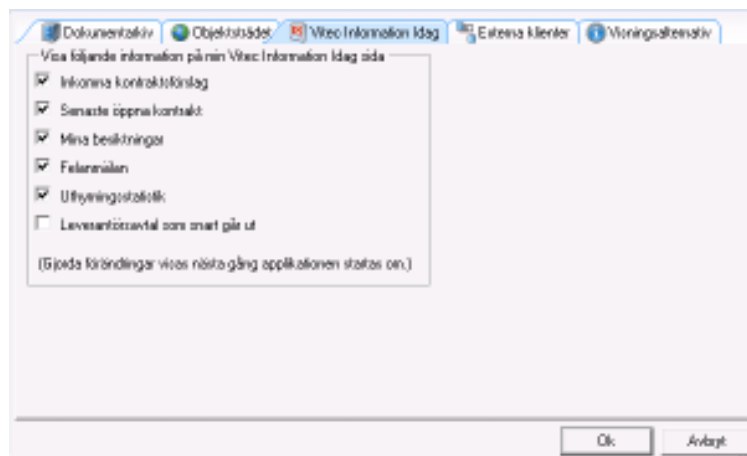 Dokumentarkiv Objektsträdet Vitec Information Idag Externa klienter Visningsalternativ
Visa följande information på min Vitec Information Idag sida
Inkomna kontraktsförslag
Senaste öppna kontrakt
Mina besiktningar
Felanmälan
Uthyrningsstatistik
Leverantörsavtal som snart går ut
(Gjorda förändringar visas nästa gång applikationen startas om.)
Ok Avbryt